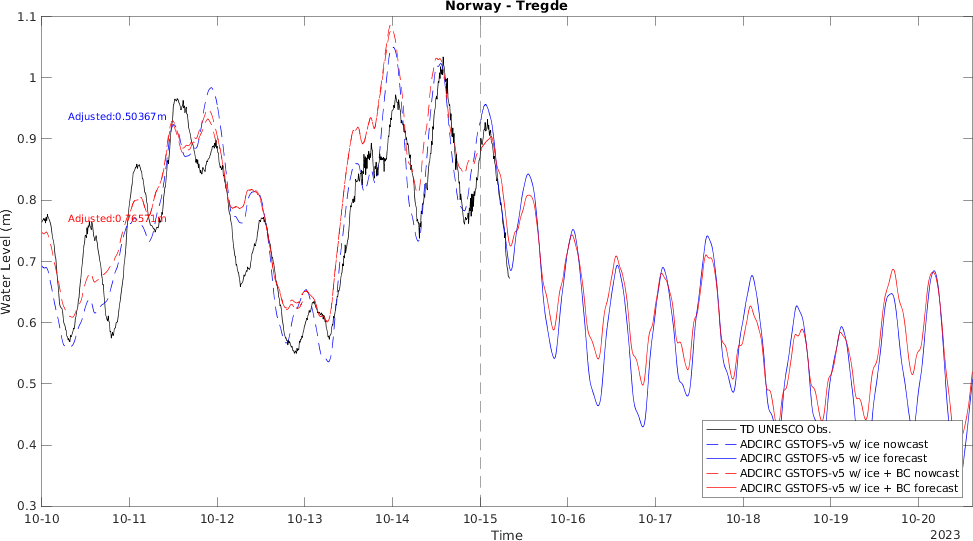 Norway - Tregde
1.1
1
0.9
0.8
0.7
0.6
0.5
0.4
0.3
Water Level (m)
Adjusted:0.50367m
Adjusted:0.76571m
TD UNESCO Obs.
ADCIRC GSTOFS-v5 w/ ice nowcast
ADCIRC GSTOFS-v5 w/ ice forecast
ADCIRC GSTOFS-v5 w/ ice + BC nowcast
ADCIRC GSTOFS-v5 w/ ice + BC forecast
10-10 10-11 10-12 10-13 10-14 10-15 10-16 10-17 10-18 10-19 10-20
Time
2023